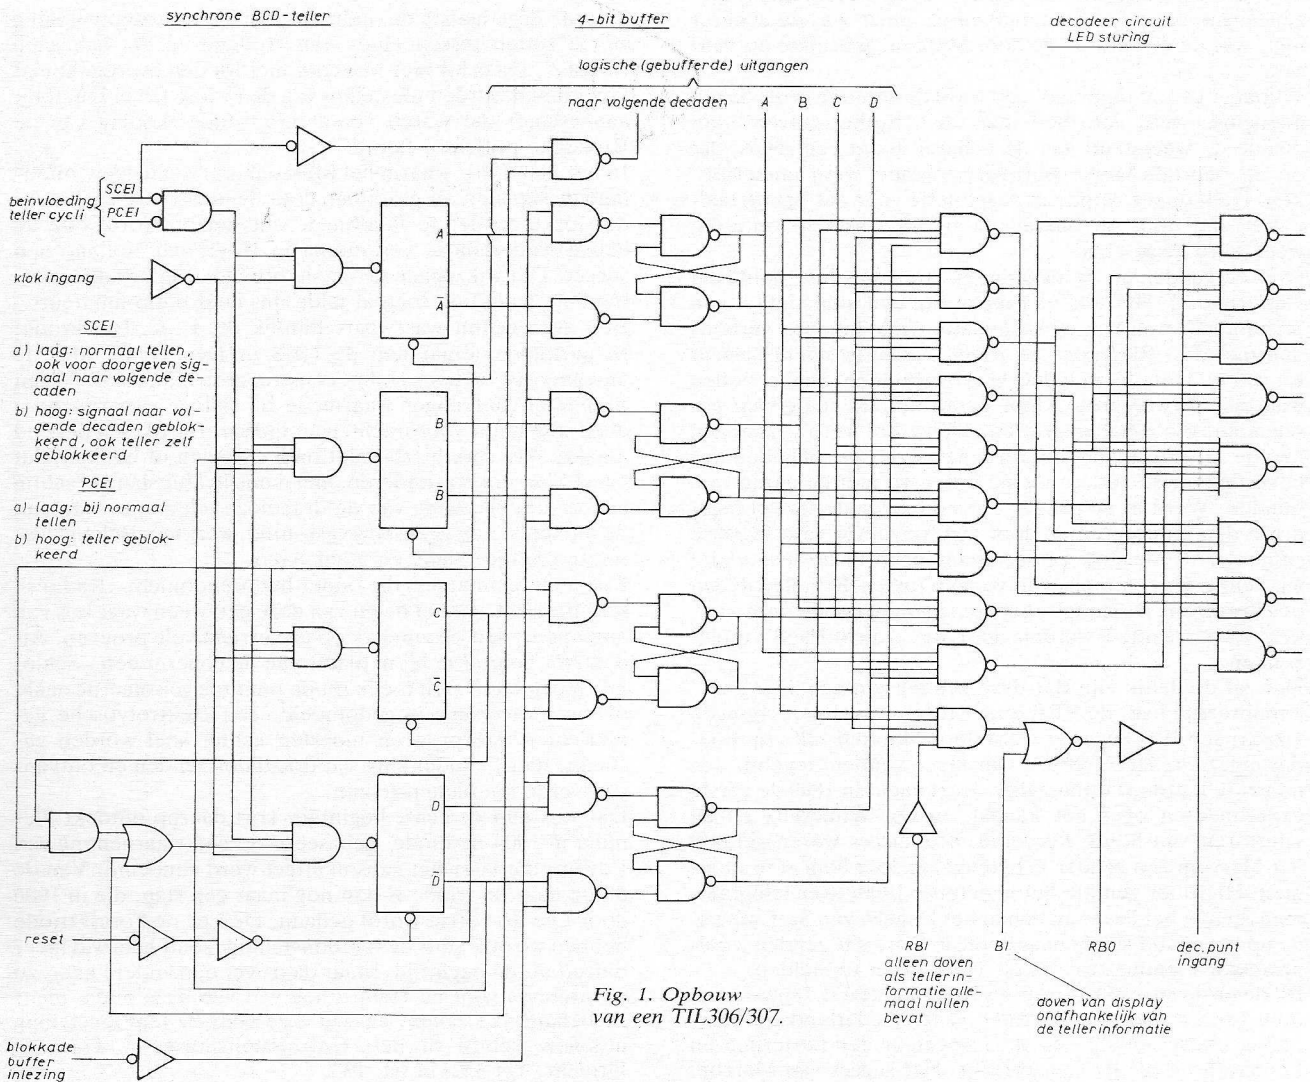 synchrone BCD-teller
4-bit buffer
decodeer circuit
LED sturing
logische (gebufferde) uitgangen
naar volgende decaden
A B C D
beinvloeding
teller cycli
SCEI
PCEI
klok ingang
SCEI
a) laag: normaal tellen,
ook voor doorgeven sig-
naal naar volgende de-
caden
b) hoog: signaal naar vol-
gende decaden geblok-
keerd, ook teller zelf
geblokkeerd
PCEI
a) laag: bij normaal
tellen
b) hoog: teller geblok-
keerd
A
A̅
B
B̅
C
C̅
D
D̅
reset
blokkade
buffer
inlezing
RBI
alleen doven
als teller in-
formatie alle-
maal nullen
bevat
BI
RBO
dec. punt
ingang
doven van display
onafhankelijk van
de teller informatie
Fig. 1. Opbouw
van een TIL306/307.